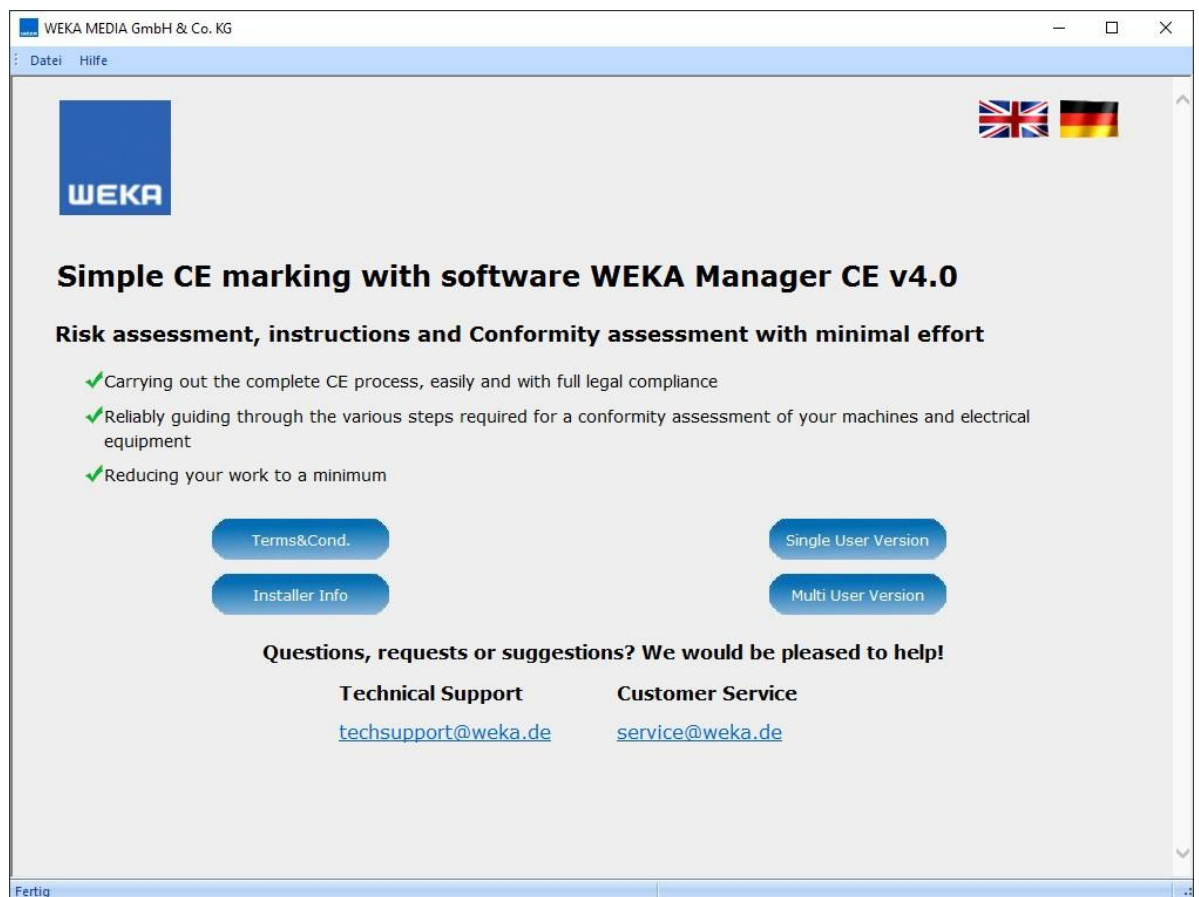 WEKA MEDIA GmbH & Co. KG
Datei Hilfe
WEKA
Simple CE marking with software WEKA Manager CE v4.0
Risk assessment, instructions and Conformity assessment with minimal effort
Carrying out the complete CE process, easily and with full legal compliance
Reliably guiding through the various steps required for a conformity assessment of your machines and electrical
equipment
Reducing your work to a minimum
Terms&Cond. Single User Version
Installer Info Multi User Version
Questions, requests or suggestions? We would be pleased to help!
Technical Support Customer Service
techsupport@weka.de service@weka.de
Fertig